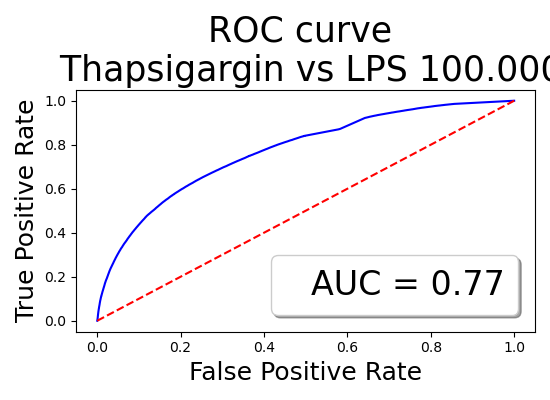 ROC curve
Thapsigargin vs LPS 100.000
True Positive Rate
1.0
0.8
0.6
0.4
0.2
0.0
AUC = 0.77
0.0 0.2 0.4 0.6 0.8 1.0
False Positive Rate